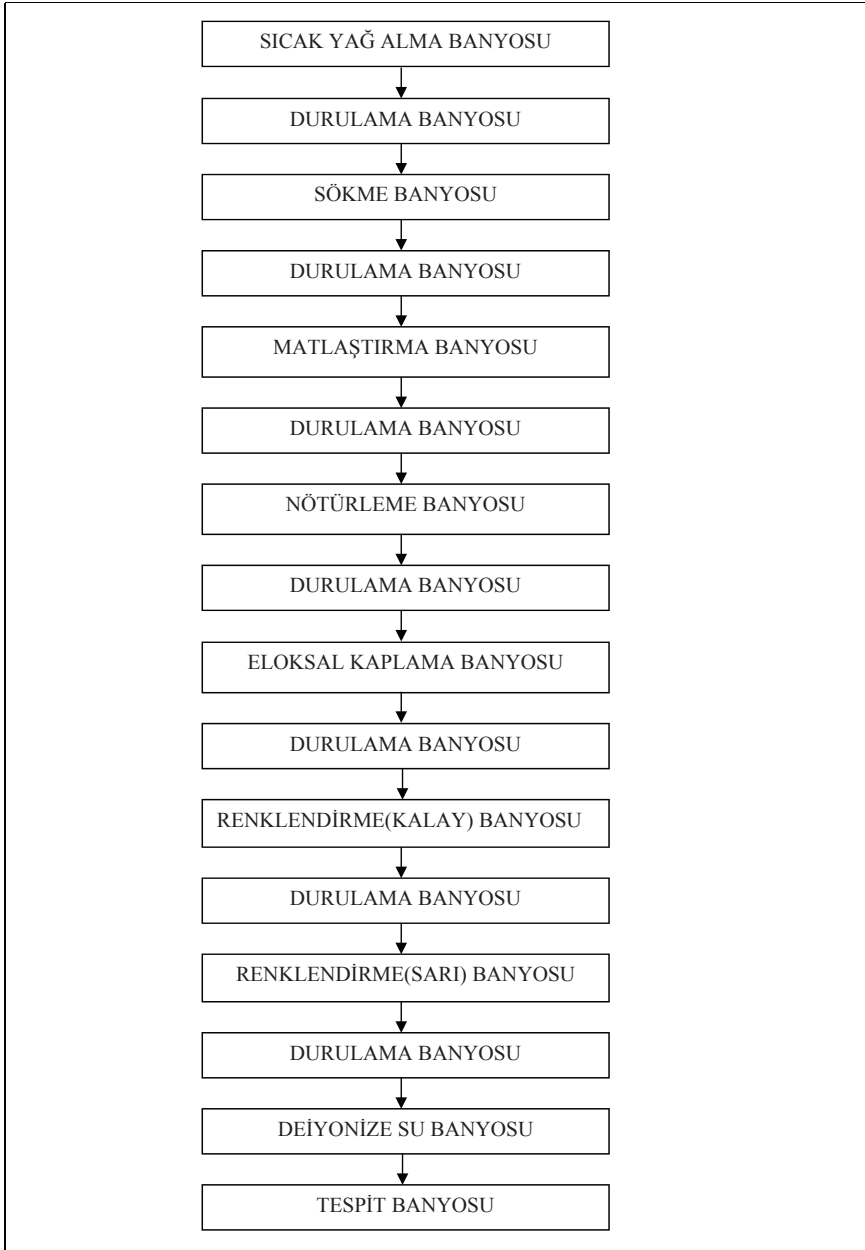 SICAK YAĞ ALMA BANYOSU
DURULAMA BANYOSU
SÖKME BANYOSU
DURULAMA BANYOSU
MATLAŞTIRMA BANYOSU
DURULAMA BANYOSU
NÖTÜRLEME BANYOSU
DURULAMA BANYOSU
ELOKSAL KAPLAMA BANYOSU
DURULAMA BANYOSU
RENKLENDİRME(KALAY) BANYOSU
DURULAMA BANYOSU
RENKLENDİRME(SARI) BANYOSU
DURULAMA BANYOSU
DEİYONİZE SU BANYOSU
TESPİT BANYOSU